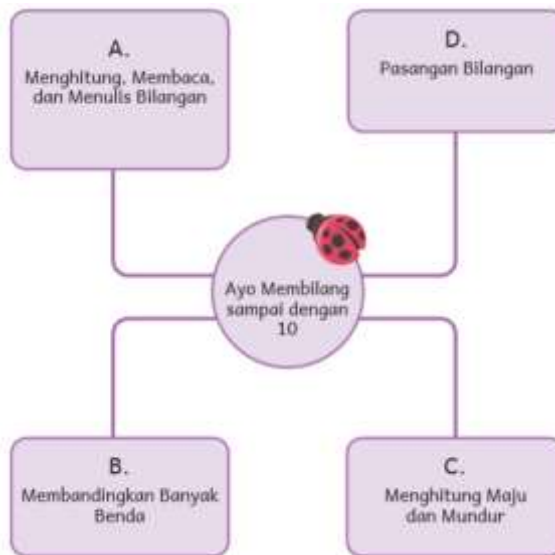 A.
Menghitung, Membaca,
dan Menulis Bilangan
D.
Pasangan Bilangan
Ayo Membilang
sampai dengan
10
B.
Membandingkan Banyak
Benda
C.
Menghitung Maju
dan Mundur